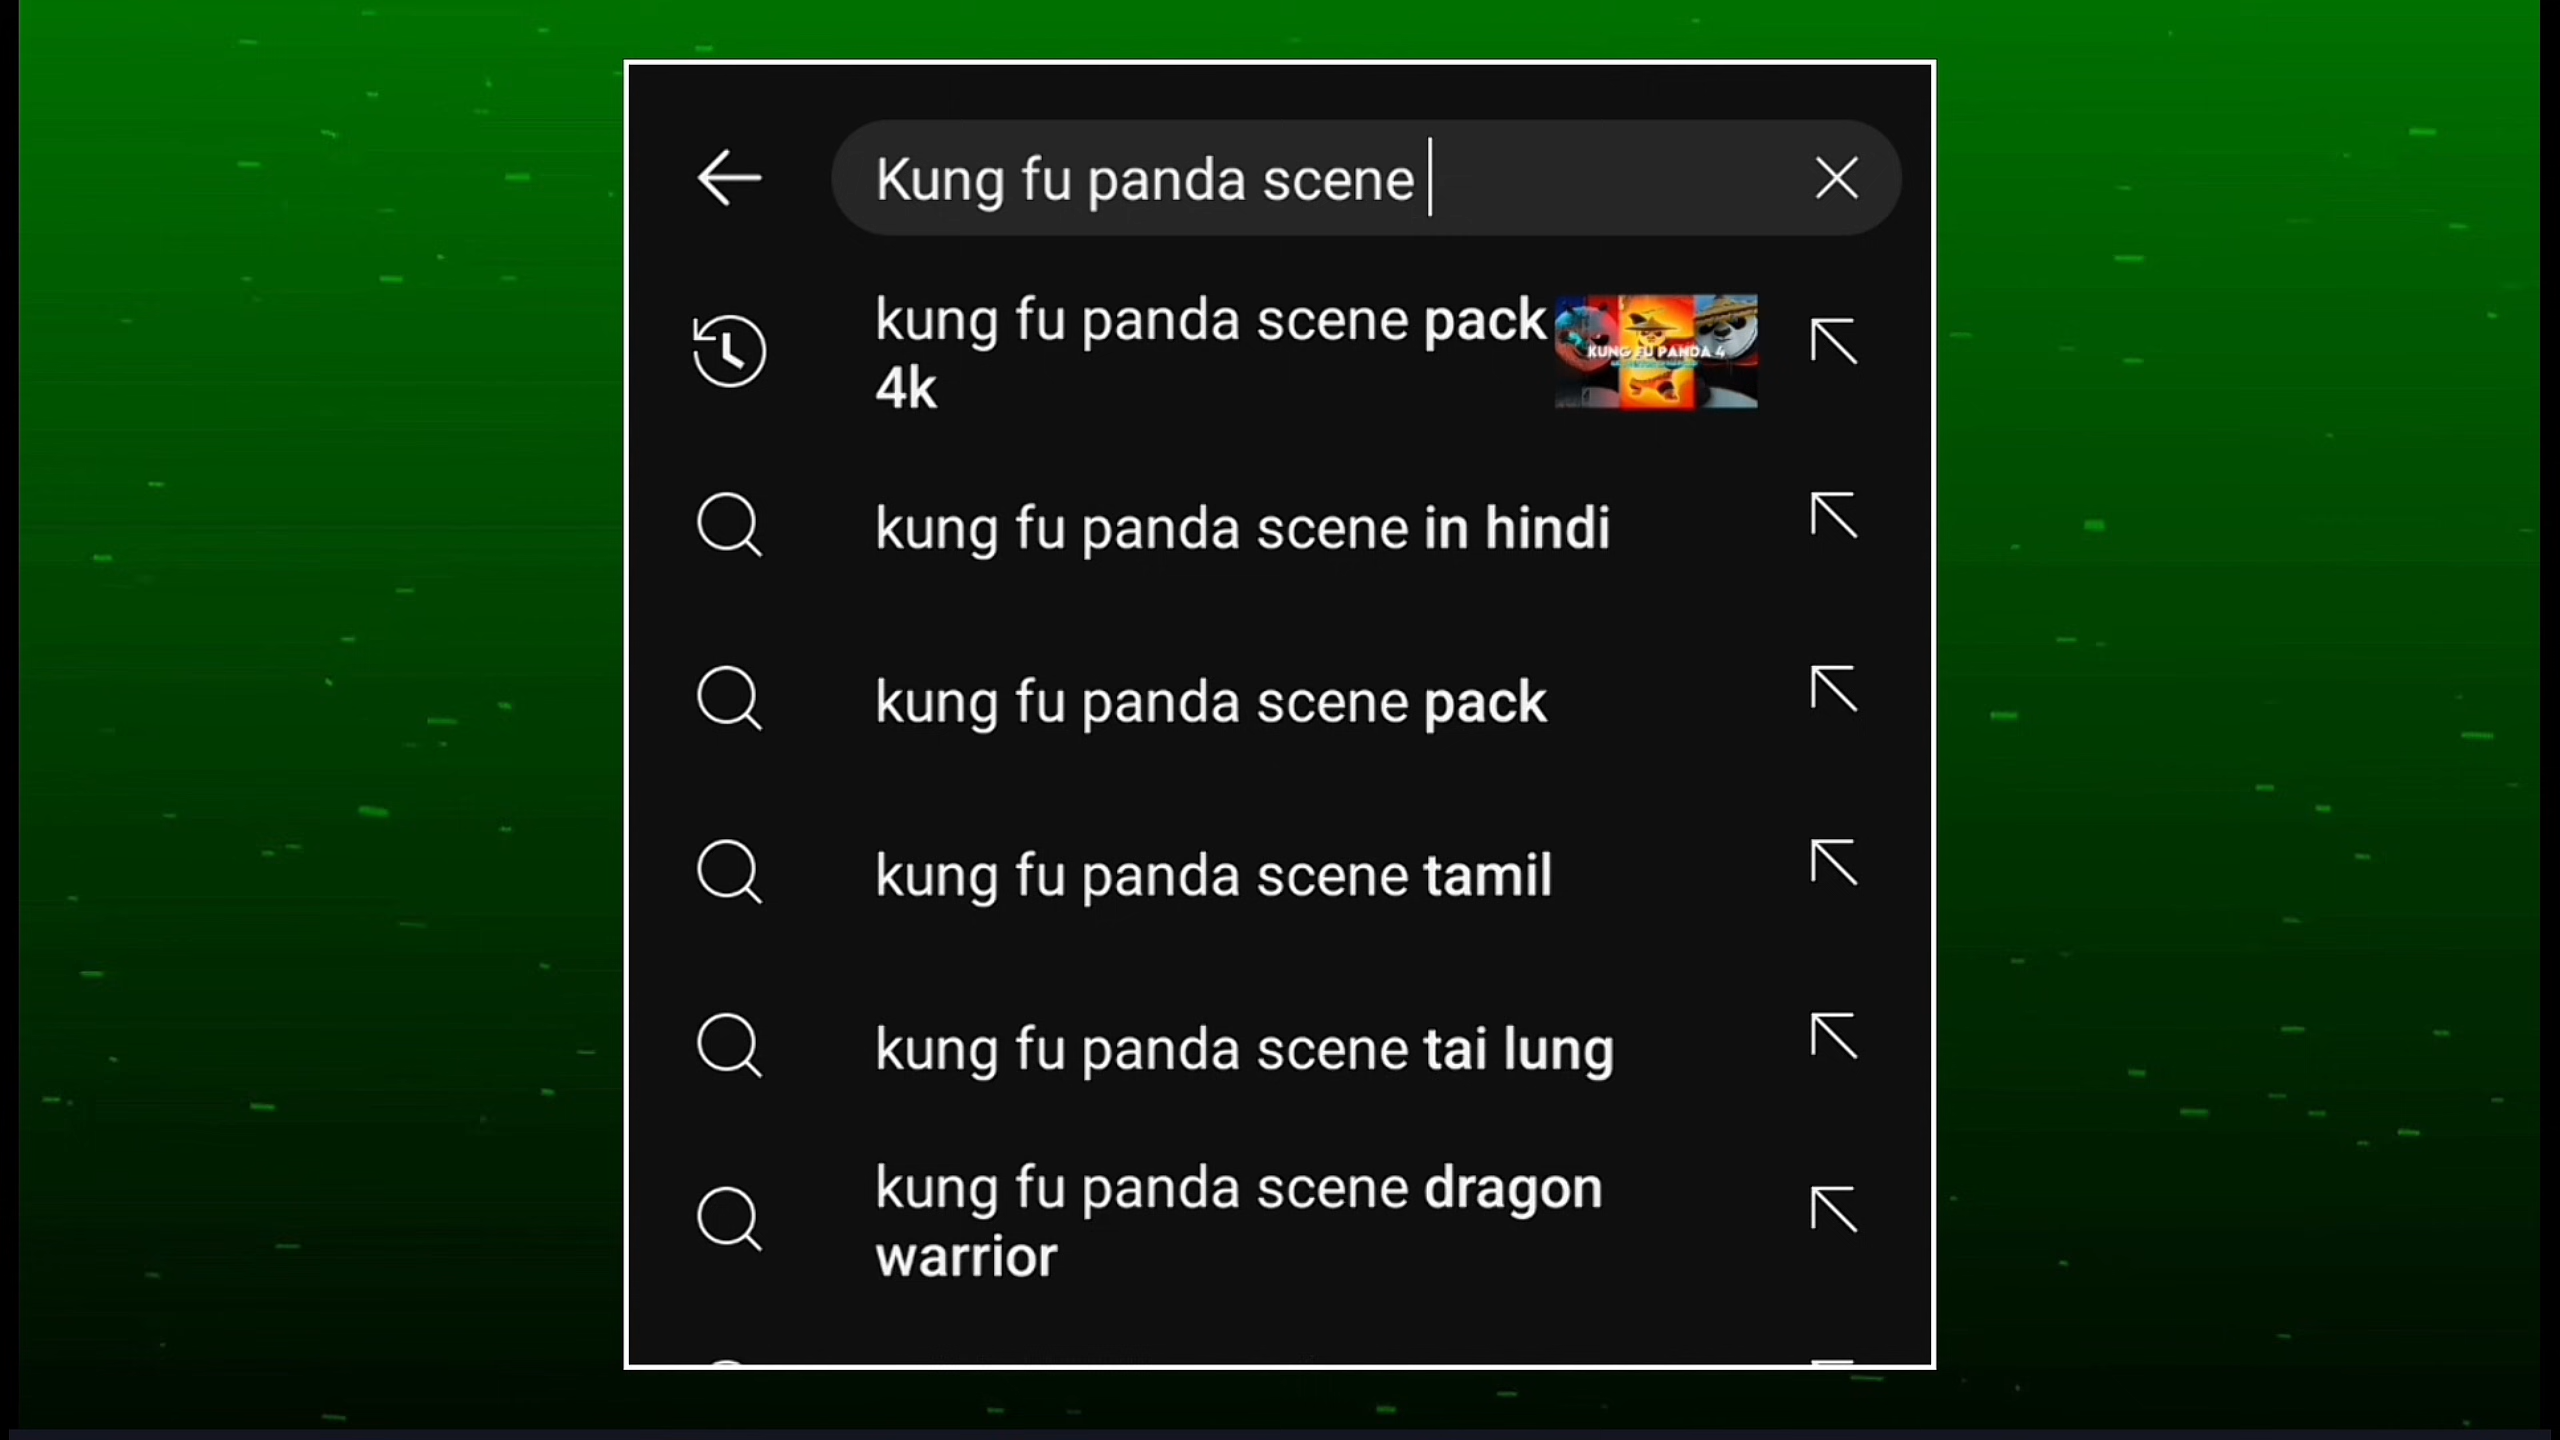 Kung fu panda scene
kung fu panda scene pack
4k
KUNG FU PANDA 4
kung fu panda scene in hindi
kung fu panda scene pack
kung fu panda scene tamil
kung fu panda scene tai lung
kung fu panda scene dragon
warrior